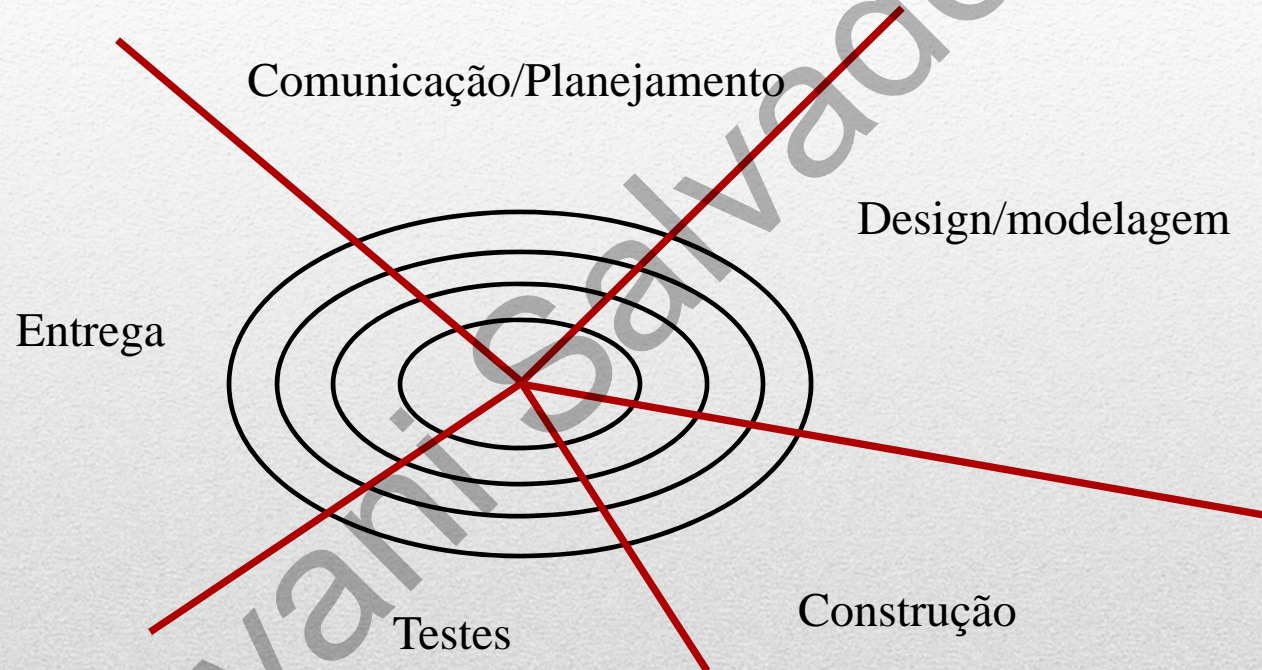 Comunicação/Planejamento
Design/modelagem
Entrega
Construção
Testes